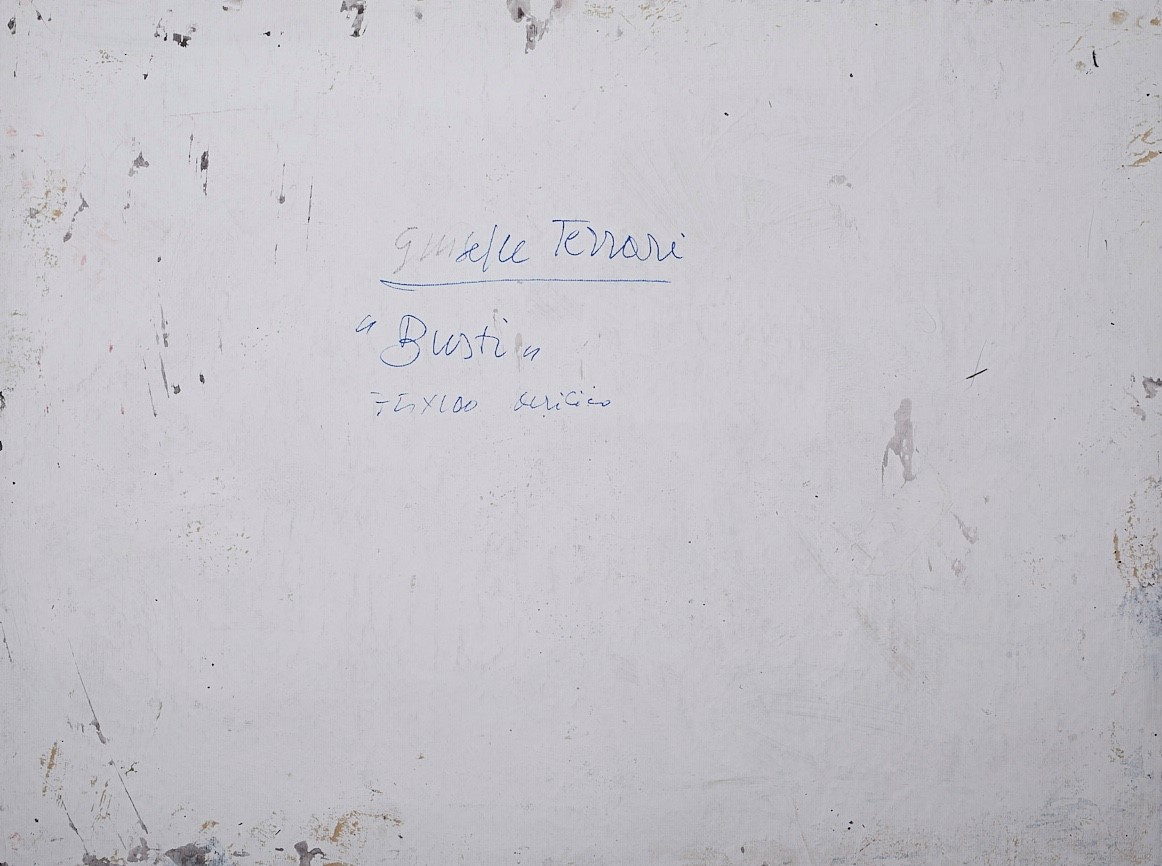 Giuseppe Ferrari
"Busti"
75x100 acrilico